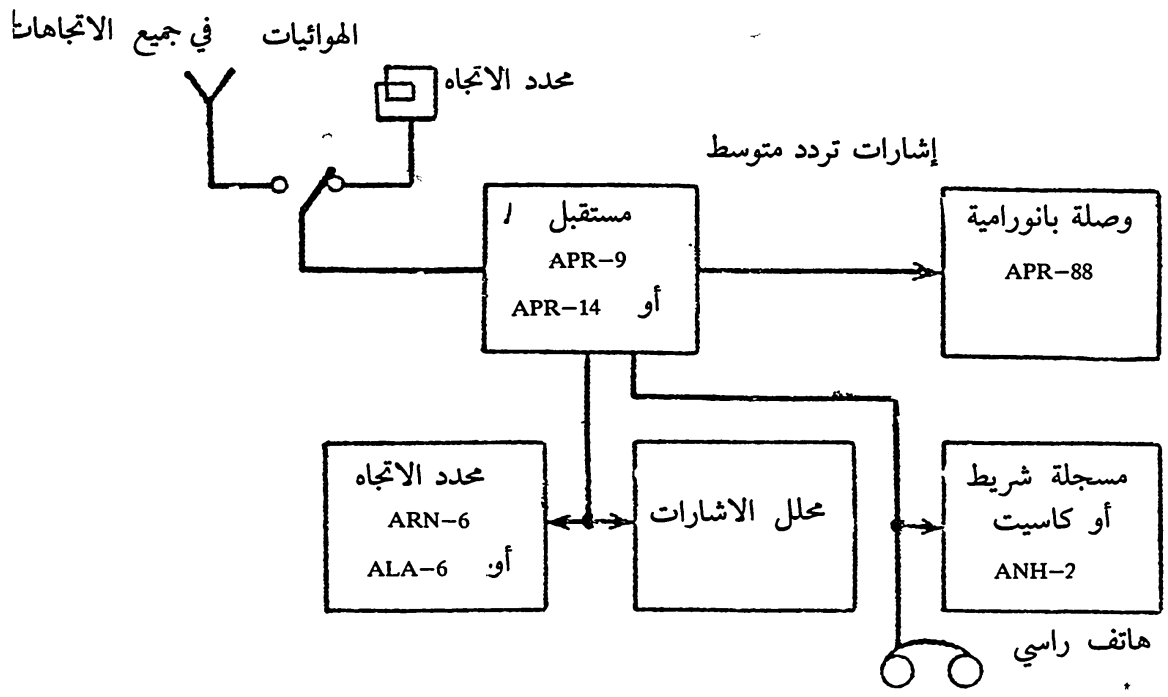 الهوائيات في جميع الاتجاهات
محدد الاتجاه
إشارات تردد متوسط
مستقبل
APR-9
أو APR-14
وصلة بانورامية
APR-88
محدد الاتجاه
ARN-6
أو ALA-6
محلل الاشارات
مسجلة شريط
أو كاسيت
ANH-2
هاتف راسي